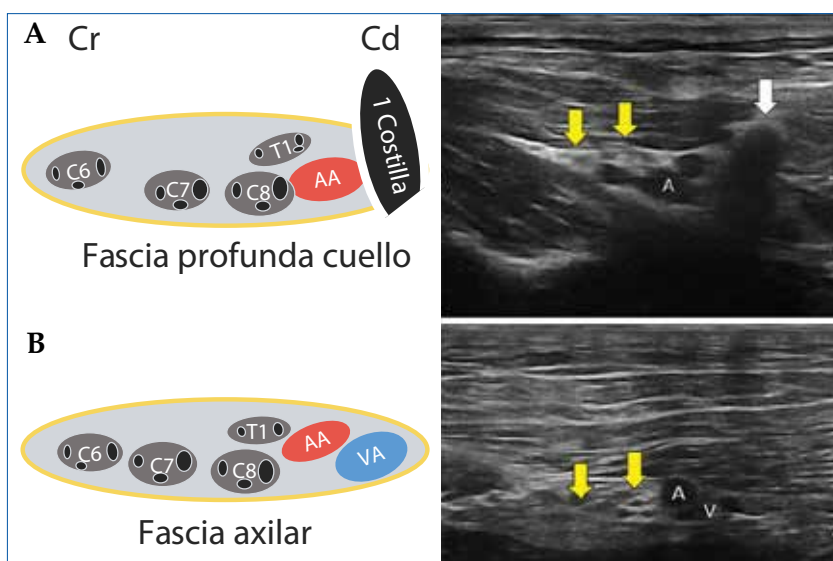 A Cr Cd
1 Costilla
C6 C7 C8 T1 AA
Fascia profunda cuello
A
B
C6 C7 C8 T1 AA VA
Fascia axilar
A V